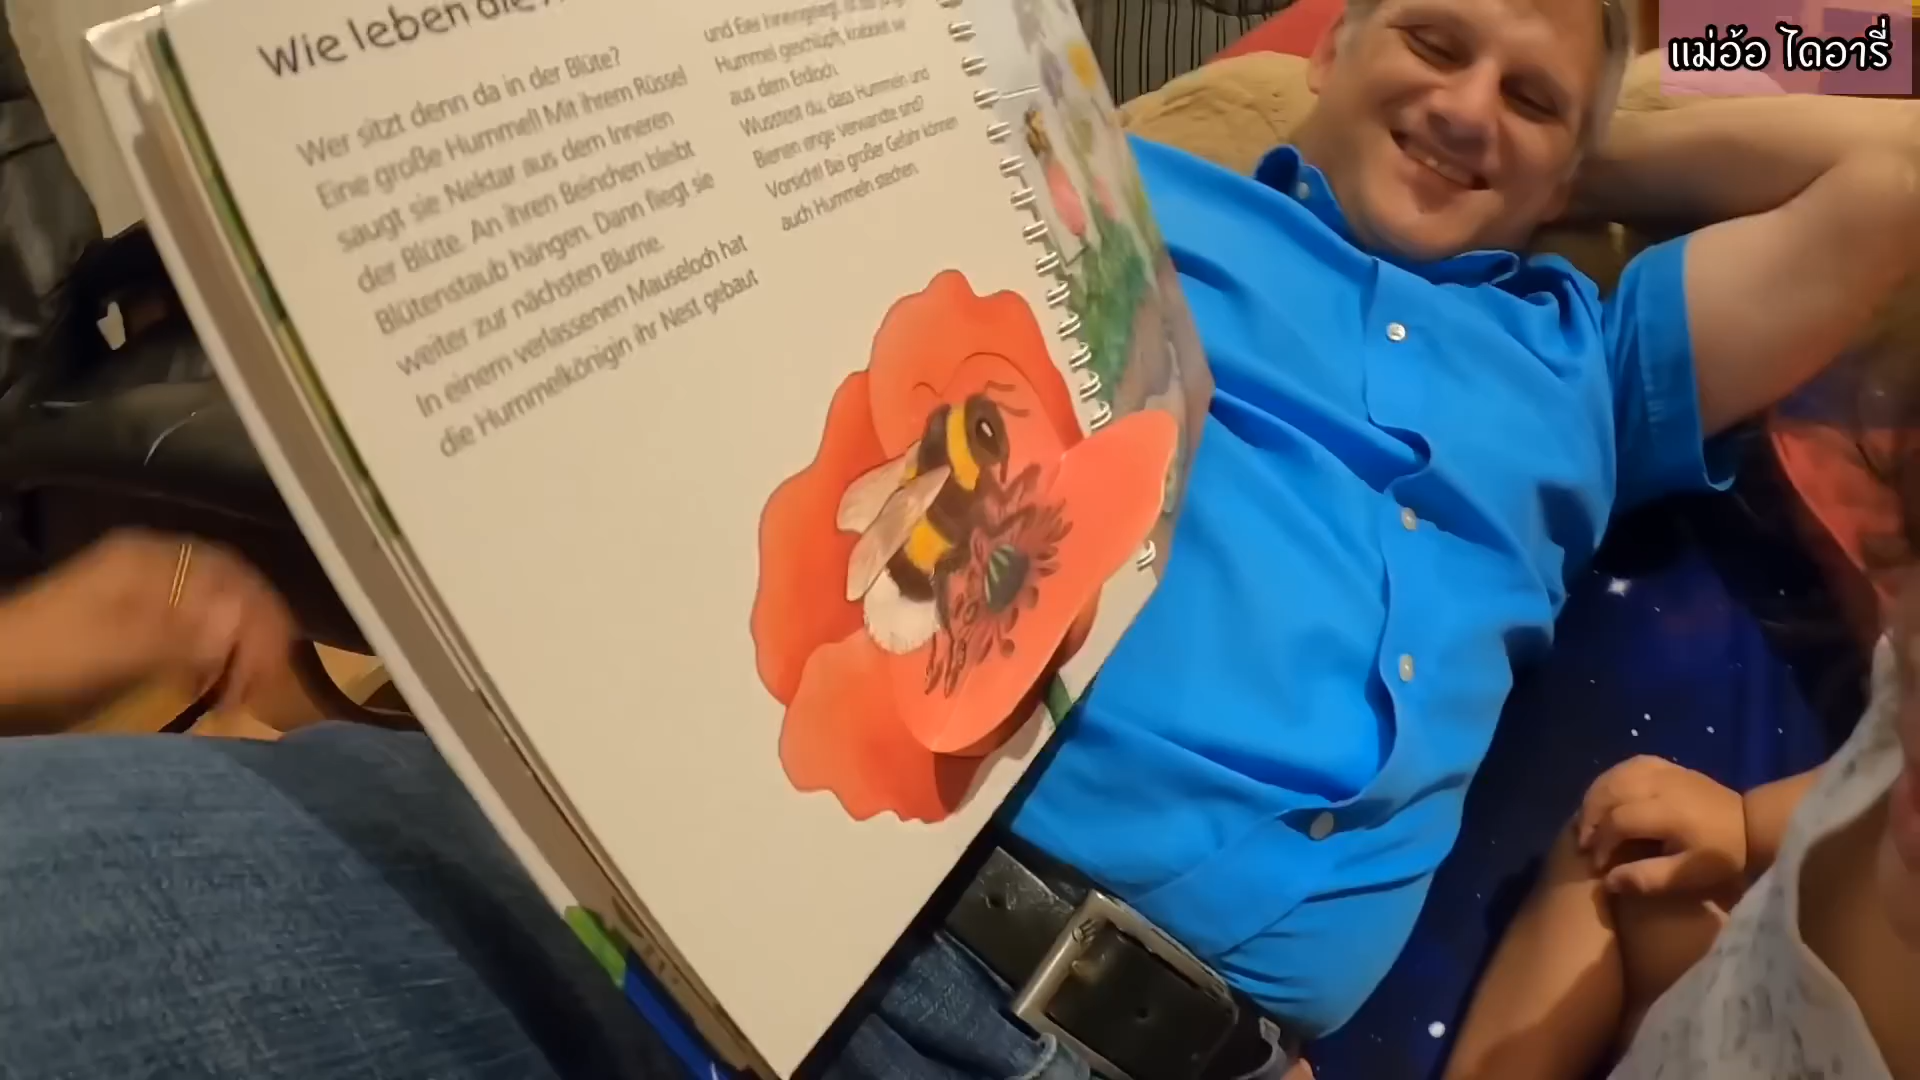 แม่อ้อ ไดอารี่
Wie leben die
Wer sitzt denn da in der Blüte?
Eine große Hummel! Mit ihrem Rüssel
saugt sie Nektar aus dem Inneren
der Blüte. An ihren Beinchen bleibt
Blütenstaub hängen. Dann fliegt sie
weiter zur nächsten Blume.
In einem verlassenen Mauseloch hat
die Hummelkönigin ihr Nest gebaut
und Eier hineingelegt. Ist
Hummel geschlüpft, krabbelt
aus dem Erdloch.
Wusstest du, dass Hummeln und
Bienen enge Verwandte sind?
Vorsicht! Bei großer Gefahr können
auch Hummeln stechen